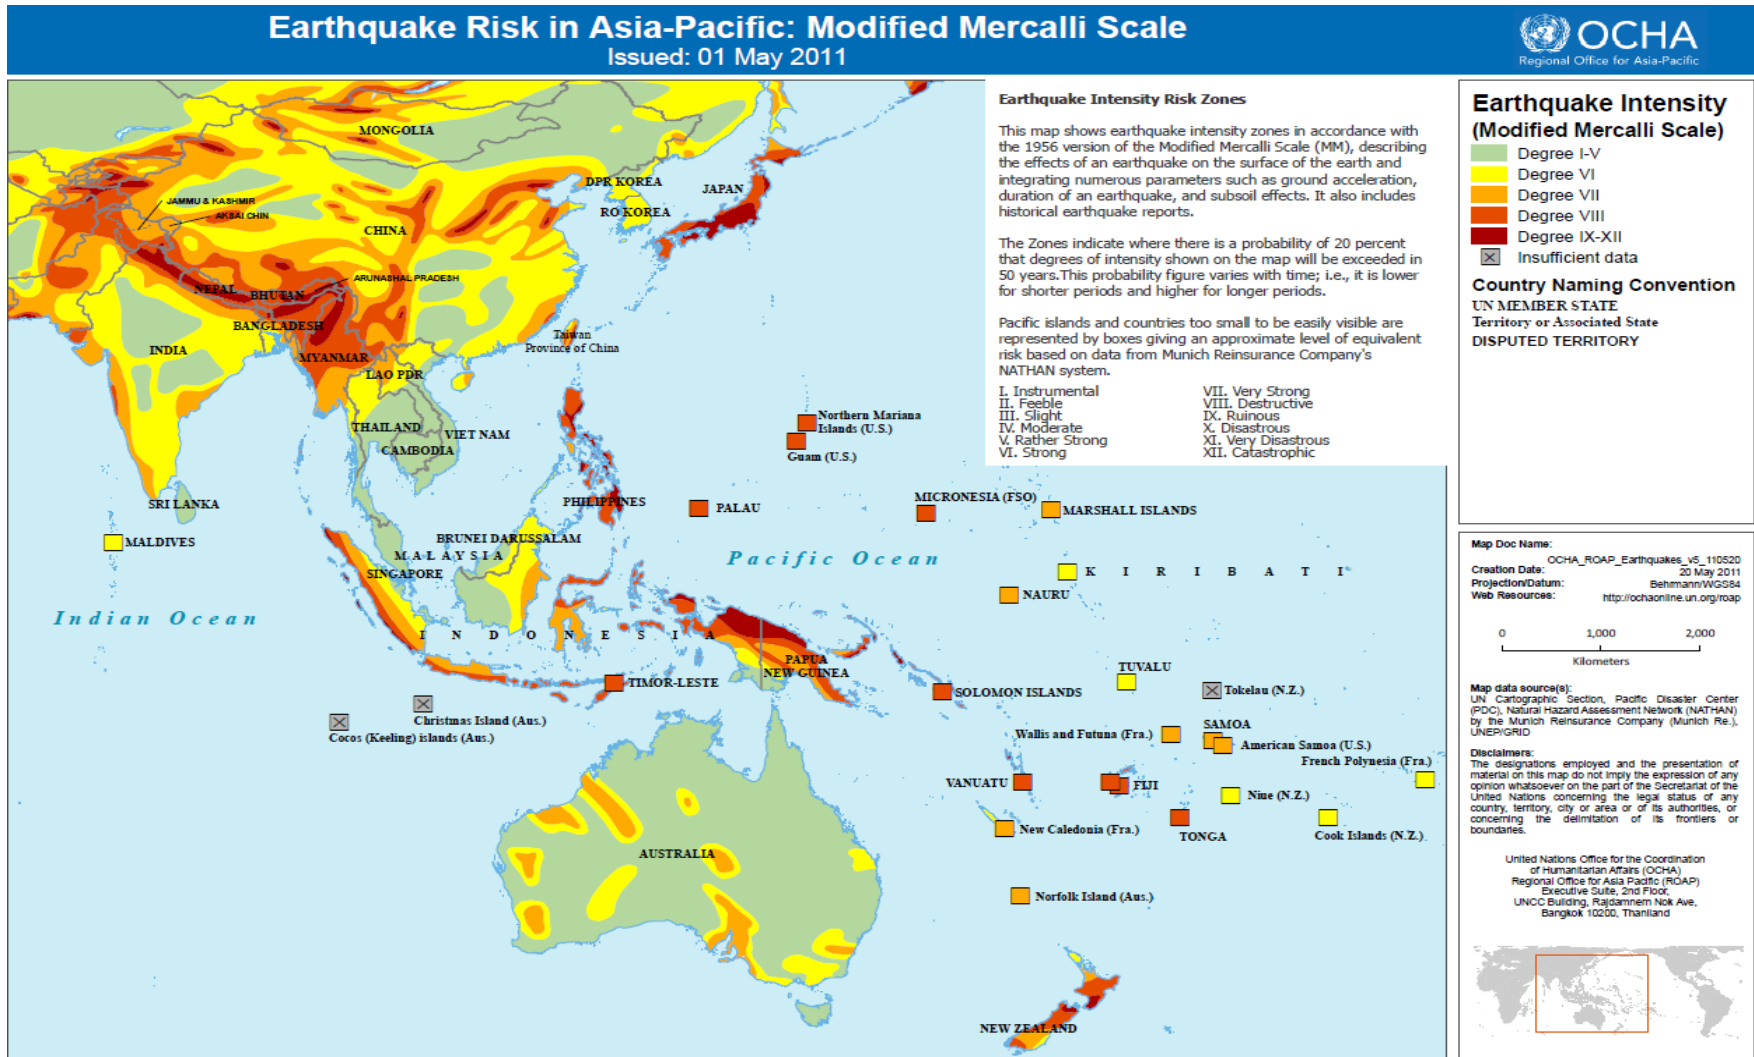 Earthquake Risk in Asia-Pacific: Modified Mercalli Scale
Issued: 01 May 2011
OCHA
Regional Office for Asia-Pacific
Earthquake Intensity Risk Zones
This map shows earthquake intensity zones in accordance with
the 1956 version of the Modified Mercalli Scale (MM), describing
the effects of an earthquake on the surface of the earth and
integrating numerous parameters such as ground acceleration,
duration of an earthquake, and subsoil effects. It also includes
historical earthquake reports.
The Zones indicate where there is a probability of 20 percent
that degrees of intensity shown on the map will be exceeded in
50 years.This probability figure varies with time; i.e., it is lower
for shorter periods and higher for longer periods.
Pacific islands and countries too small to be easily visible are
represented by boxes giving an approximate level of equivalent
risk based on data from Munich Reinsurance Company's
NATHAN system.
I. Instrumental
II. Feeble
III. Slight
IV. Moderate
V. Rather Strong
VI. Strong
VII. Very Strong
VIII. Destructive
IX. Ruinous
X. Disastrous
XI. Very Disastrous
XII. Catastrophic
MONGOLIA
DPR KOREA
JAPAN
RO KOREA
JAMMU & KASHMIR
AKSAI CHIN
CHINA
ARUNASHAL PRADESH
NEPAL
BHUTAN
BANGLADESH
INDIA
MYANMAR
LAO PDR
Taiwan
Province of China
THAILAND
VIET NAM
CAMBODIA
SRI LANKA
MALDIVES
PHILIPPINES
Northern Mariana
Islands (U.S.)
Guam (U.S.)
PALAU
MICRONESIA (FSO)
MARSHALL ISLANDS
BRUNEI DARUSSALAM
MALAYSIA
SINGAPORE
Pacific Ocean
KIRIBATI
NAURU
Indian Ocean
INDONESIA
PAPUA
NEW GUINEA
TIMOR-LESTE
SOLOMON ISLANDS
TUVALU
Tokelau (N.Z.)
Christmas Island (Aus.)
Cocos (Keeling) islands (Aus.)
Wallis and Futuna (Fra.)
SAMOA
American Samoa (U.S.)
French Polynesia (Fra.)
VANUATU
FIJI
Niue (N.Z.)
New Caledonia (Fra.)
TONGA
Cook Islands (N.Z.)
AUSTRALIA
Norfolk Island (Aus.)
NEW ZEALAND
Earthquake Intensity
(Modified Mercalli Scale)
Degree I-V
Degree VI
Degree VII
Degree VIII
Degree IX-XII
Insufficient data
Country Naming Convention
UN MEMBER STATE
Territory or Associated State
DISPUTED TERRITORY
Map Doc Name:
OCHA_ROAP_Earthquakes_v5_110520
Creation Date: 20 May 2011
Projection/Datum: Behrmann/WGS84
Web Resources: http://ochaonline.un.org/roap
0 1,000 2,000
Kilometers
Map data source(s):
UN Cartographic Section, Pacific Disaster Center
(PDC), Natural Hazard Assessment Network (NATHAN)
by the Munich Reinsurance Company (Munich Re.),
UNEP/GRID
Disclaimers:
The designations employed and the presentation of
material on this map do not imply the expression of any
opinion whatsoever on the part of the Secretariat of the
United Nations concerning the legal status of any
country, territory, city or area or of its authorities, or
concerning the delimitation of its frontiers or
boundaries.
United Nations Office for the Coordination
of Humanitarian Affairs (OCHA)
Regional Office for Asia Pacific (ROAP)
Executive Suite, 2nd Floor,
UNCC Building, Rajdamnern Nok Ave,
Bangkok 10200, Thailand